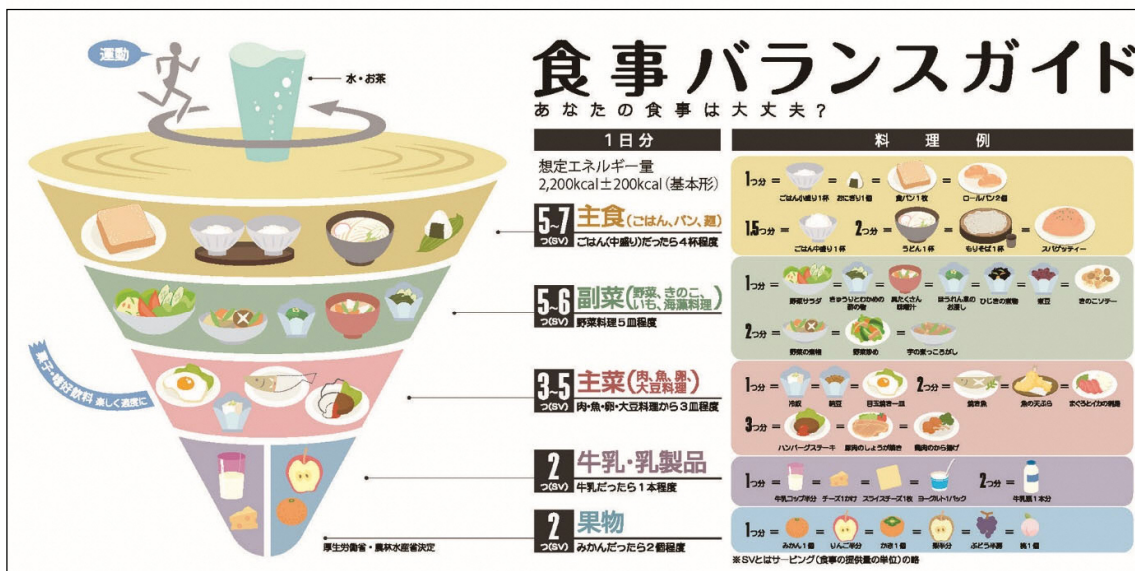 食事バランスガイド
あなたの食事は大丈夫?
運動
水・お茶
菓子・嗜好飲料 楽しく適度に
厚生労働省・農林水産省決定
1日分
想定エネルギー量
2,200kcal±200kcal(基本形)
5~7 つ(SV)
主食(ごはん、パン、麺)
ごはん(中盛り)だったら4杯程度
5~6 つ(SV)
副菜(野菜、きのこ、いも、海藻料理)
野菜料理5皿程度
3~5 つ(SV)
主菜(肉、魚、卵、大豆料理)
肉・魚・卵・大豆料理から3皿程度
2 つ(SV)
牛乳・乳製品
牛乳だったら1本程度
2 つ(SV)
果物
みかんだったら2個程度
料理例
1つ分 = ごはん小盛り1杯 = おにぎり1個 = 食パン1枚 = ロールパン2個
1.5つ分 = ごはん中盛り1杯 2つ分 = うどん1杯 = もりそば1杯 = スパゲッティー
1つ分 = 野菜サラダ = きゅうりとわかめの酢の物 = 具たくさん味噌汁 = ほうれん草のお浸し = ひじきの煮物 = 煮豆 = きのこソテー
2つ分 = 野菜の煮物 = 野菜炒め = 芋の煮っころがし
1つ分 = 冷奴 = 納豆 = 目玉焼き一皿 2つ分 = 焼き魚 = 魚の天ぷら = まぐろとイカの刺身
3つ分 = ハンバーグステーキ = 豚肉のしょうが焼き = 鶏肉のから揚げ
1つ分 = 牛乳コップ半分 = チーズ1かけ = スライスチーズ1枚 = ヨーグルト1パック 2つ分 = 牛乳瓶1本分
1つ分 = みかん1個 = りんご半分 = かき1個 = 梨半分 = ぶどう半房 = 桃1個
※SVとはサービング(食事の提供量の単位)の略